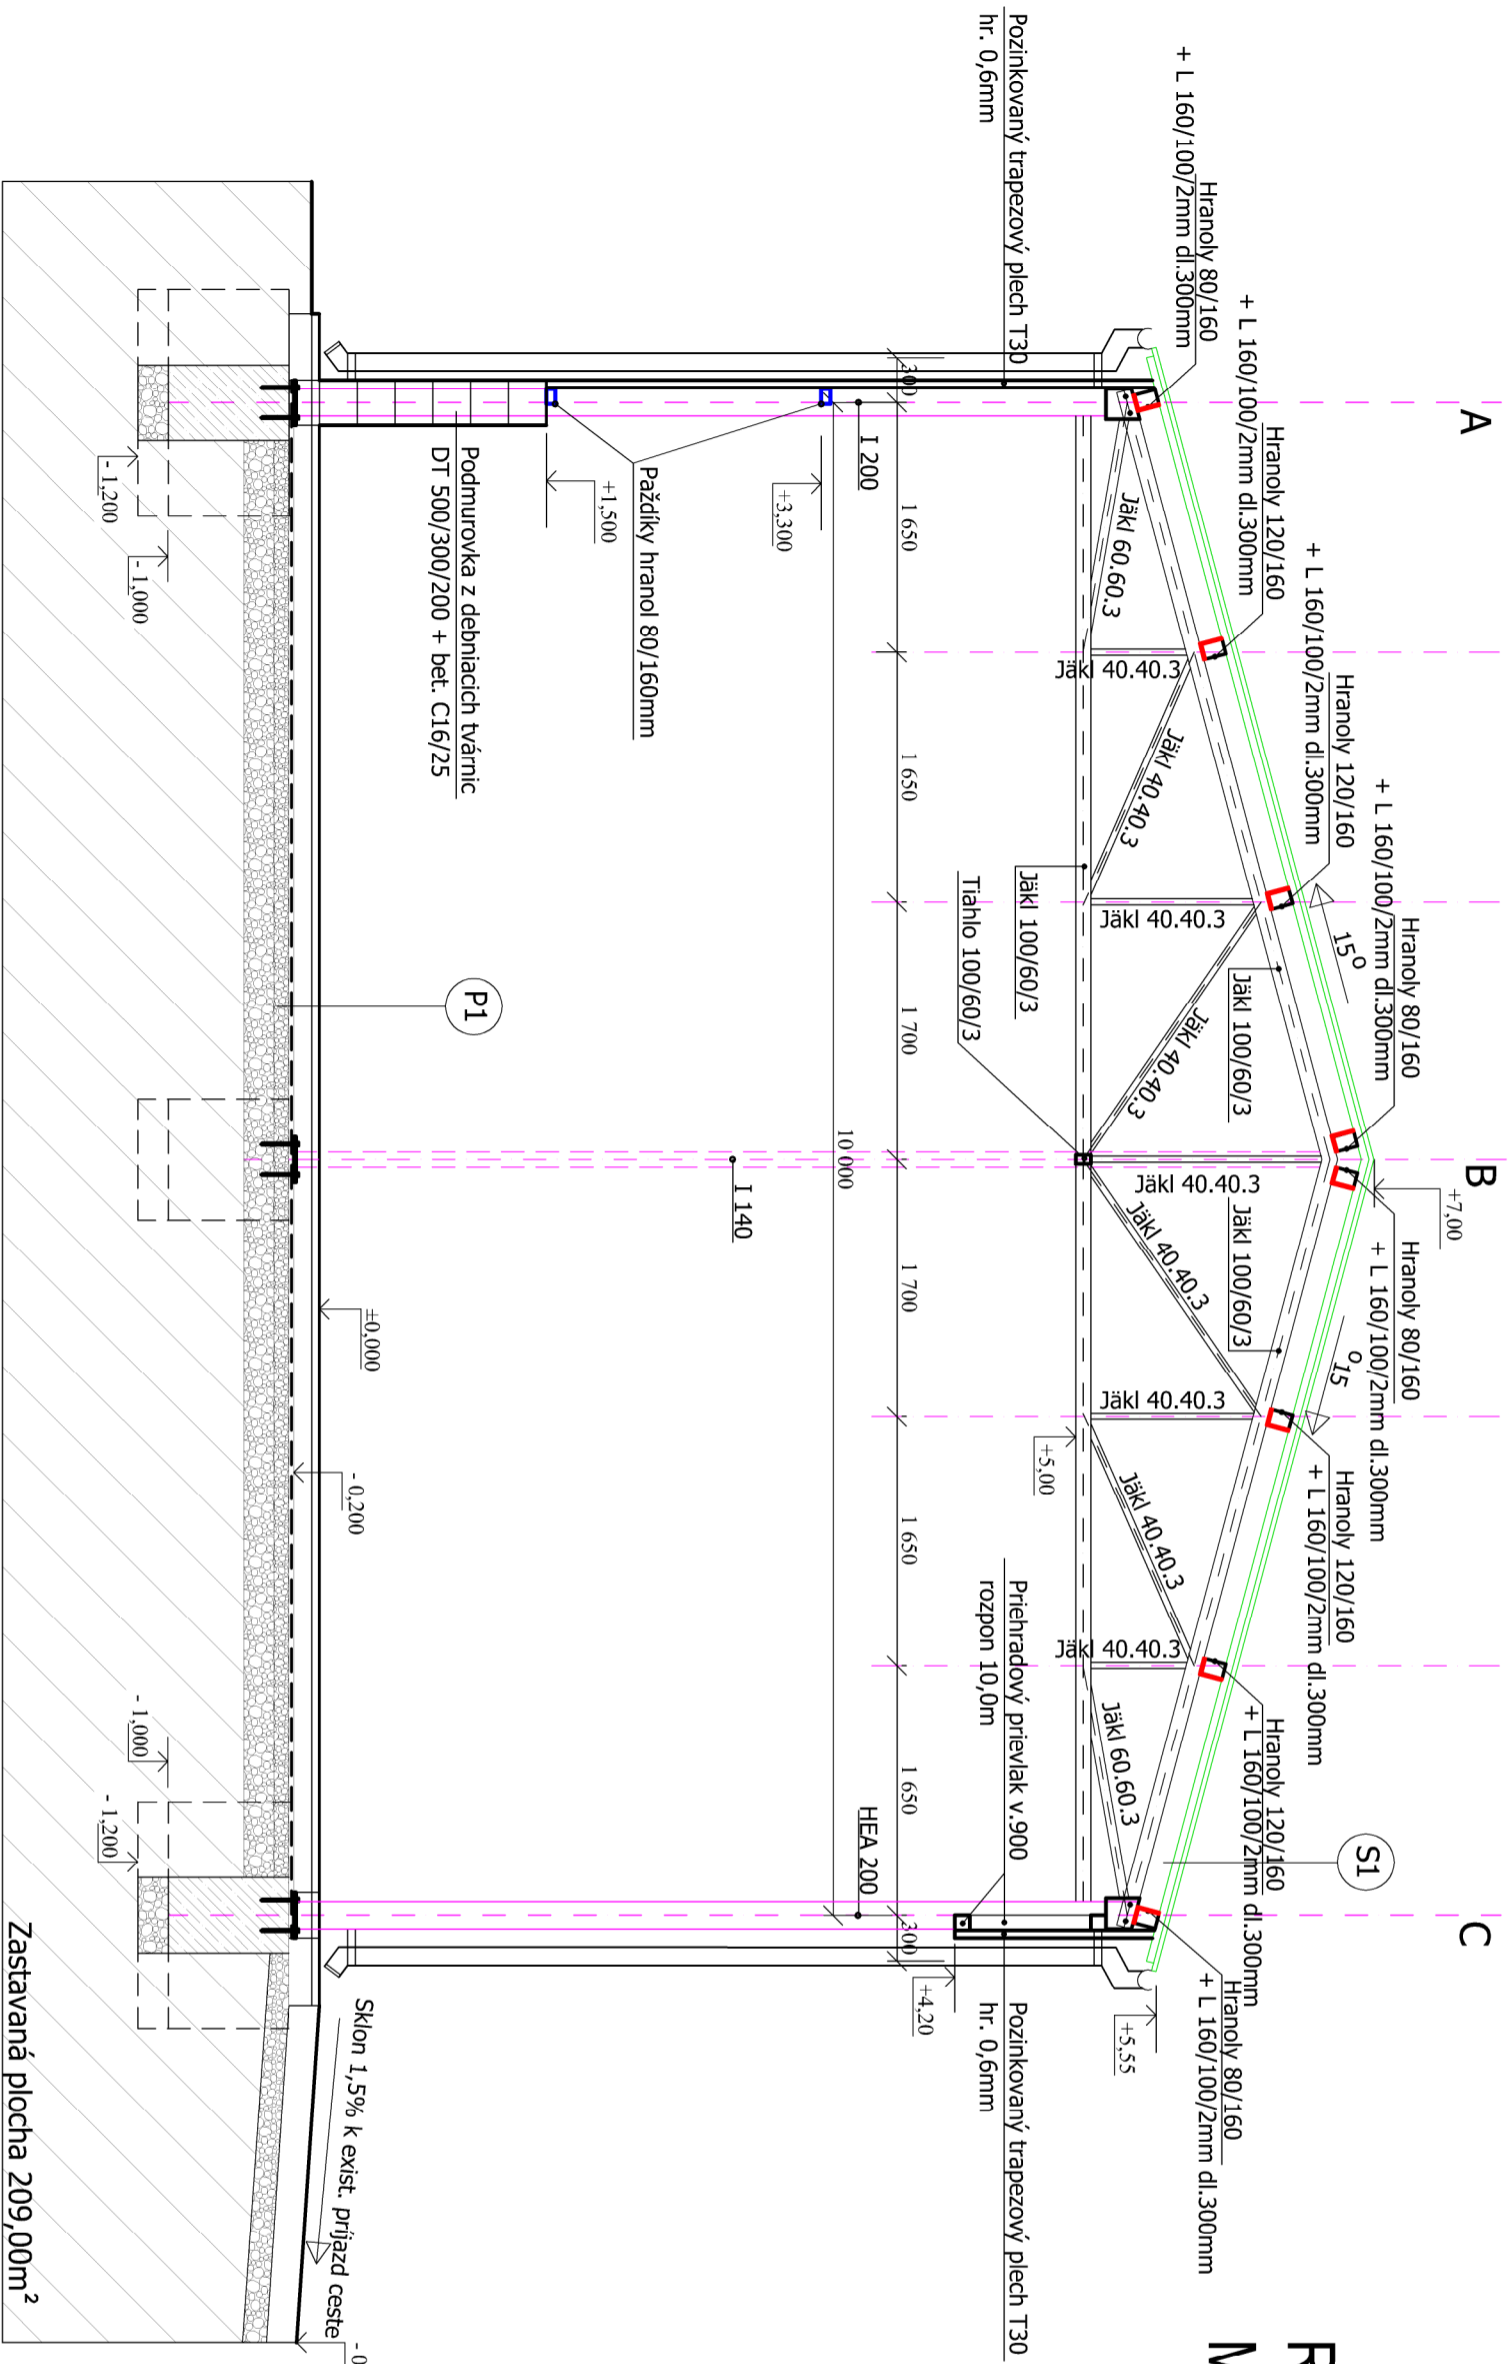 A
B
C
+ L 160/100/2mm dl.300mm
Hranoly 80/160
+ L 160/100/2mm dl.300mm
Hranoly 120/160
+ L 160/100/2mm dl.300mm
Hranoly 120/160
+ L 160/100/2mm dl.300mm
Hranoly 80/160
+7,00
Hranoly 80/160
+ L 160/100/2mm dl.300mm
Hranoly 120/160
+ L 160/100/2mm dl.300mm
Hranoly 120/160
+ L 160/100/2mm dl.300mm
Hranoly 80/160
+ L 160/100/2mm dl.300mm
S1
15°
15°
Jäkl 100/60/3
Jäkl 100/60/3
Jäkl 60.60.3
Jäkl 40.40.3
Jäkl 40.40.3
Jäkl 40.40.3
Jäkl 40.40.3
Jäkl 40.40.3
Jäkl 40.40.3
Jäkl 40.40.3
Jäkl 40.40.3
Jäkl 40.40.3
Jäkl 60.60.3
+5,55
+5,00
Pozinkovaný trapezový plech T30
hr. 0,6mm
Jäkl 100/60/3
Tiahlo 100/60/3
Priehradový prievlak v.900
rozpon 10,0m
Pozinkovaný trapezový plech T30
hr. 0,6mm
+4,20
300
1 650
1 650
1 700
1 700
1 650
1 650
300
I 200
10 000
HEA 200
+3,300
I 140
Paždíky hranol 80/160mm
+1,500
Podmurovka z debniacich tvárnic
DT 500/300/200 + bet. C16/25
P1
±0,000
- 0,200
Sklon 1,5% k exist. príjazd ceste
- 0
- 1,000
- 1,200
- 1,000
- 1,200
Zastavaná plocha 209,00m²